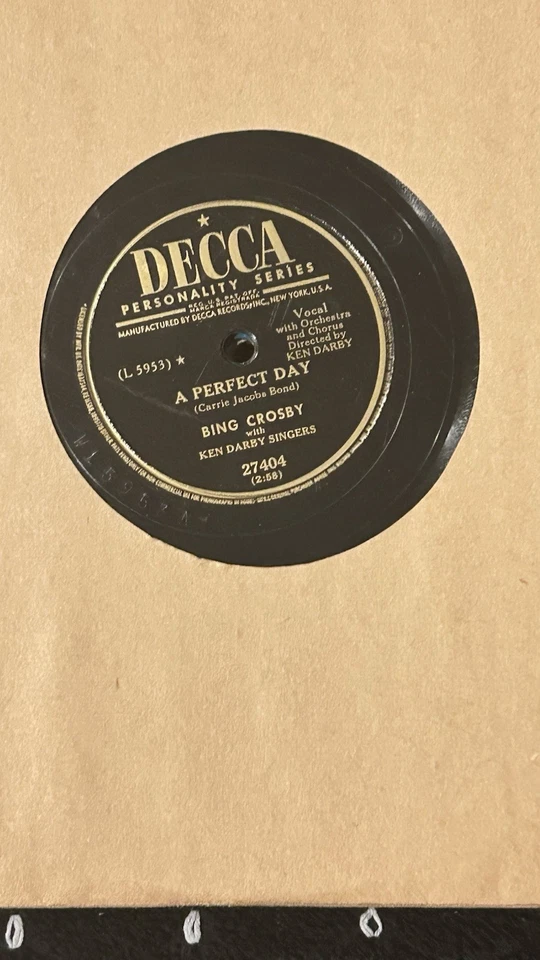 DECCA
PERSONALITY SERIES
REG. U.S. PAT. OFF.
MARCA REGISTRADA
MANUFACTURED BY DECCA RECORDS, INC., NEW YORK, U.S.A.
Vocal
with Orchestra
and Chorus
Directed by
KEN DARBY
(L 5953) ★
A PERFECT DAY
(Carrie Jacobs Bond)
BING CROSBY
with
KEN DARBY SINGERS
27404
(2:58)